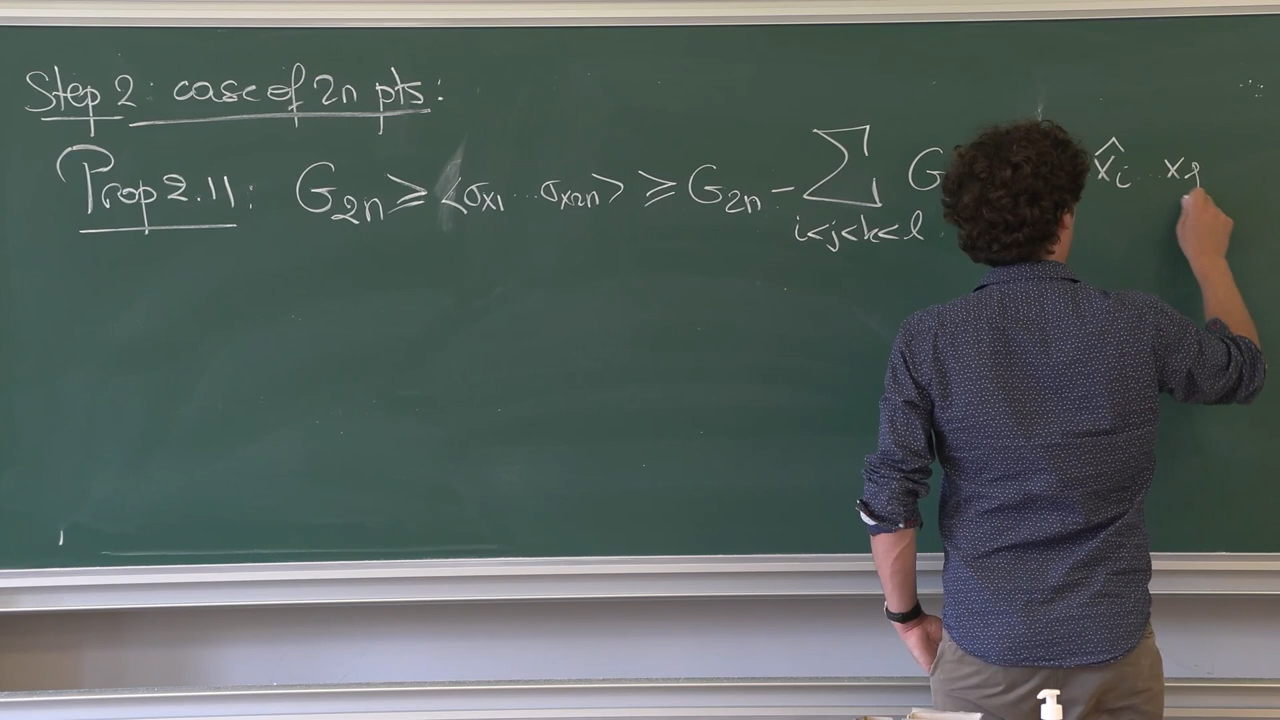 Step 2: case of 2n pts:
Prop 2.11: G₂ₙ ≥ ⟨σₓ₁ … σₓ₂ₙ⟩ ≥ G₂ₙ - ∑ G x̂ᵢ … x
i<j<k<l